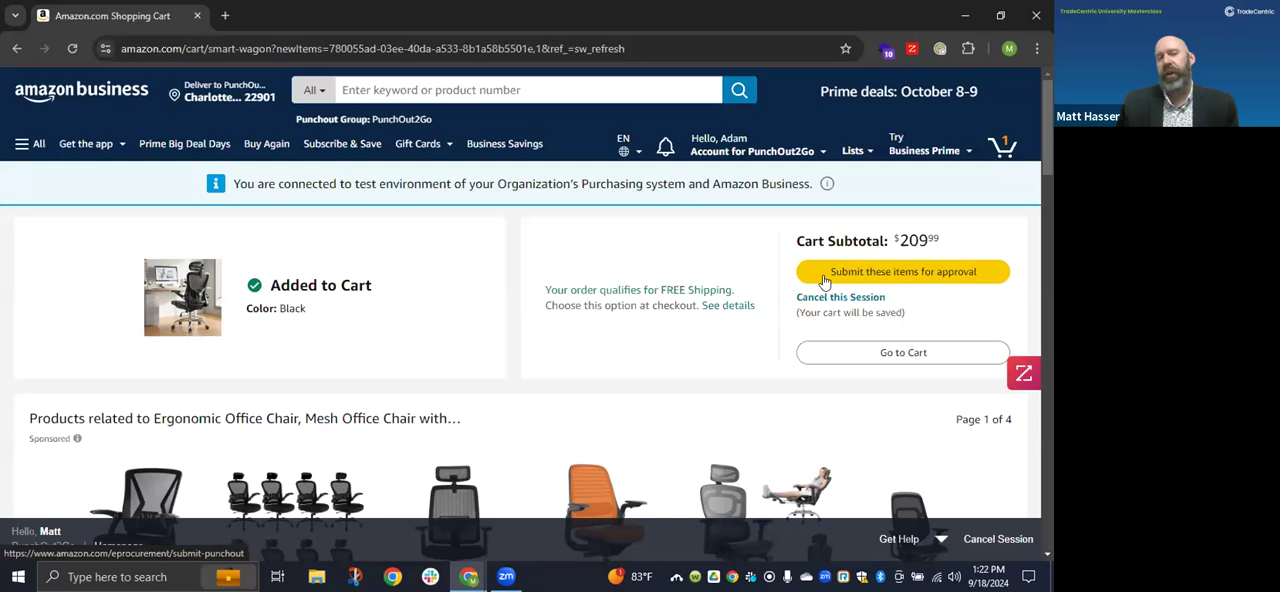 Amazon.com Shopping Cart
amazon.com/cart/smart-wagon?newItems=780055ad-03ee-40da-a533-8b1a58b5501e,1&ref_=sw_refresh
10
M
TradeCentric University Masterclass
TradeCentric
Matt Hasser
amazon business
Deliver to PunchOu...
Charlotte... 22901
All
Enter keyword or product number
Prime deals: October 8-9
Punchout Group: PunchOut2Go
All
Get the app
Prime Big Deal Days
Buy Again
Subscribe & Save
Gift Cards
Business Savings
EN
Hello, Adam
Account for PunchOut2Go
Lists
Try
Business Prime
1
You are connected to test environment of your Organization's Purchasing system and Amazon Business.
Added to Cart
Color: Black
Your order qualifies for FREE Shipping.
Choose this option at checkout. See details
Cart Subtotal: $209.99
Submit these items for approval
Cancel this Session
(Your cart will be saved)
Go to Cart
Products related to Ergonomic Office Chair, Mesh Office Chair with...
Page 1 of 4
Sponsored
Hello, Matt
Get Help
Cancel Session
https://www.amazon.com/eprocurement/submit-punchout
Type here to search
zm
83°F
1:22 PM
9/18/2024